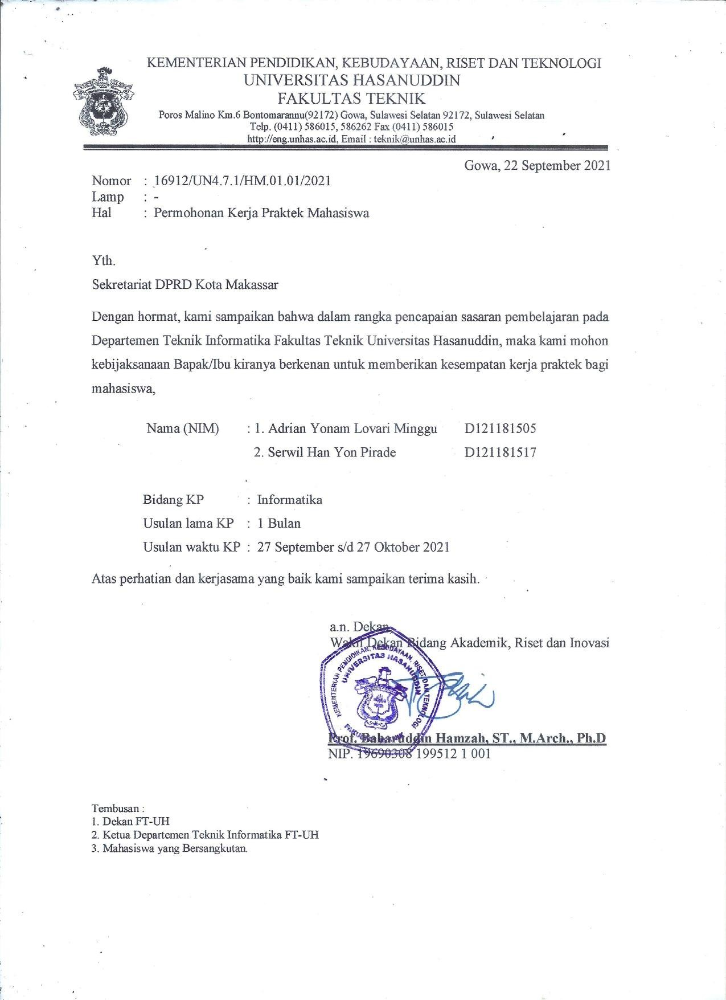 KEMENTERIAN PENDIDIKAN, KEBUDAYAAN, RISET DAN TEKNOLOGI
UNIVERSITAS HASANUDDIN
FAKULTAS TEKNIK
Poros Malino Km.6 Bontomarannu(92172) Gowa, Sulawesi Selatan 92172, Sulawesi Selatan
Telp. (0411) 586015, 586262 Fax (0411) 586015
http://eng.unhas.ac.id, Email : teknik@unhas.ac.id
Gowa, 22 September 2021
Nomor : 16912/UN4.7.1/HM.01.01/2021
Lamp : -
Hal : Permohonan Kerja Praktek Mahasiswa
Yth.
Sekretariat DPRD Kota Makassar
Dengan hormat, kami sampaikan bahwa dalam rangka pencapaian sasaran pembelajaran pada
Departemen Teknik Informatika Fakultas Teknik Universitas Hasanuddin, maka kami mohon
kebijaksanaan Bapak/Ibu kiranya berkenan untuk memberikan kesempatan kerja praktek bagi
mahasiswa,
Nama (NIM) : 1. Adrian Yonam Lovari Minggu D121181505
2. Serwil Han Yon Pirade D121181517
Bidang KP : Informatika
Usulan lama KP : 1 Bulan
Usulan waktu KP : 27 September s/d 27 Oktober 2021
Atas perhatian dan kerjasama yang baik kami sampaikan terima kasih.
a.n. Dekan,
Wakil Dekan Bidang Akademik, Riset dan Inovasi
KEMENTERIAN PENDIDIKAN, KEBUDAYAAN, RISET DAN TEKNOLOGI
UNIVERSITAS HASANUDDIN
FAKULTAS TEKNIK
Prof. Baharuddin Hamzah, ST., M.Arch., Ph.D
NIP. 19690308 199512 1 001
Tembusan :
1. Dekan FT-UH
2. Ketua Departemen Teknik Informatika FT-UH
3. Mahasiswa yang Bersangkutan.